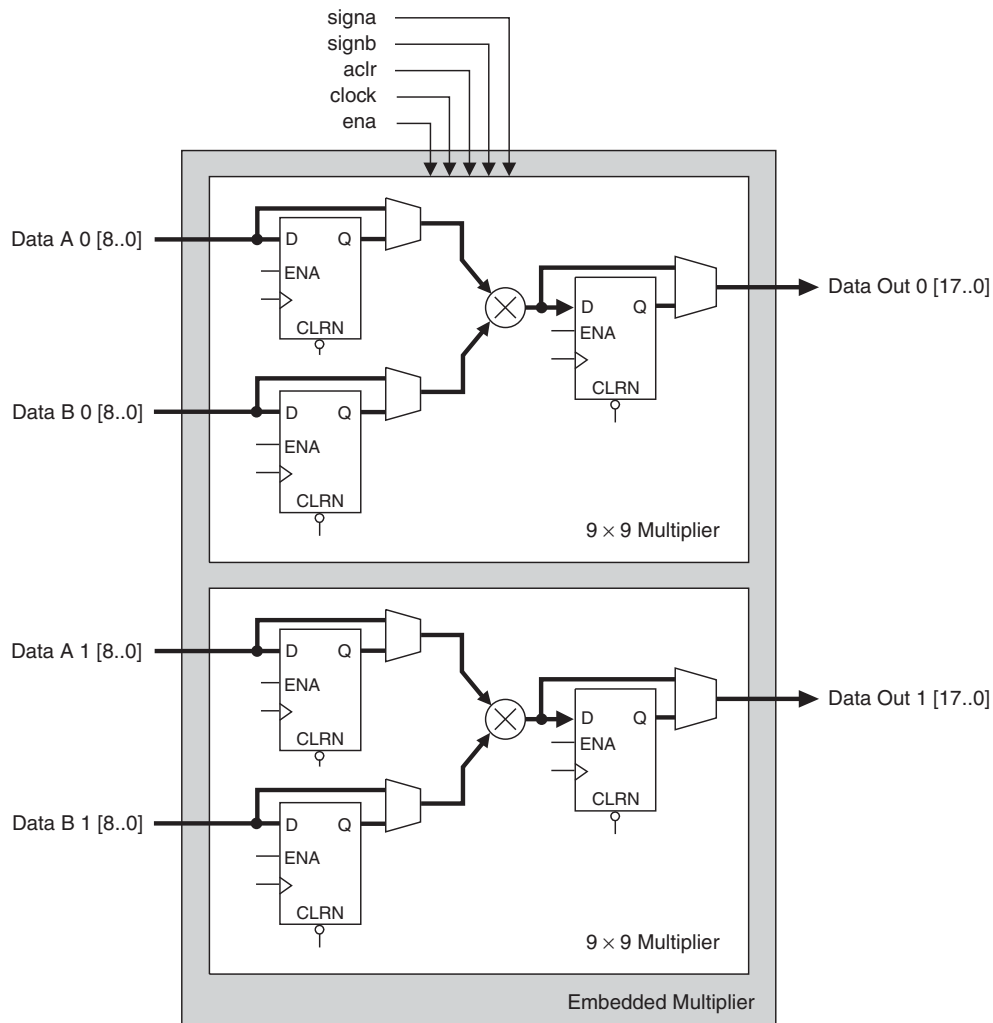 signa
signb
aclr
clock
ena
Data A 0 [8..0]
D Q
ENA
CLRN
Data B 0 [8..0]
D Q
ENA
CLRN
D Q
ENA
CLRN
Data Out 0 [17..0]
9 × 9 Multiplier
Data A 1 [8..0]
D Q
ENA
CLRN
Data B 1 [8..0]
D Q
ENA
CLRN
D Q
ENA
CLRN
Data Out 1 [17..0]
9 × 9 Multiplier
Embedded Multiplier